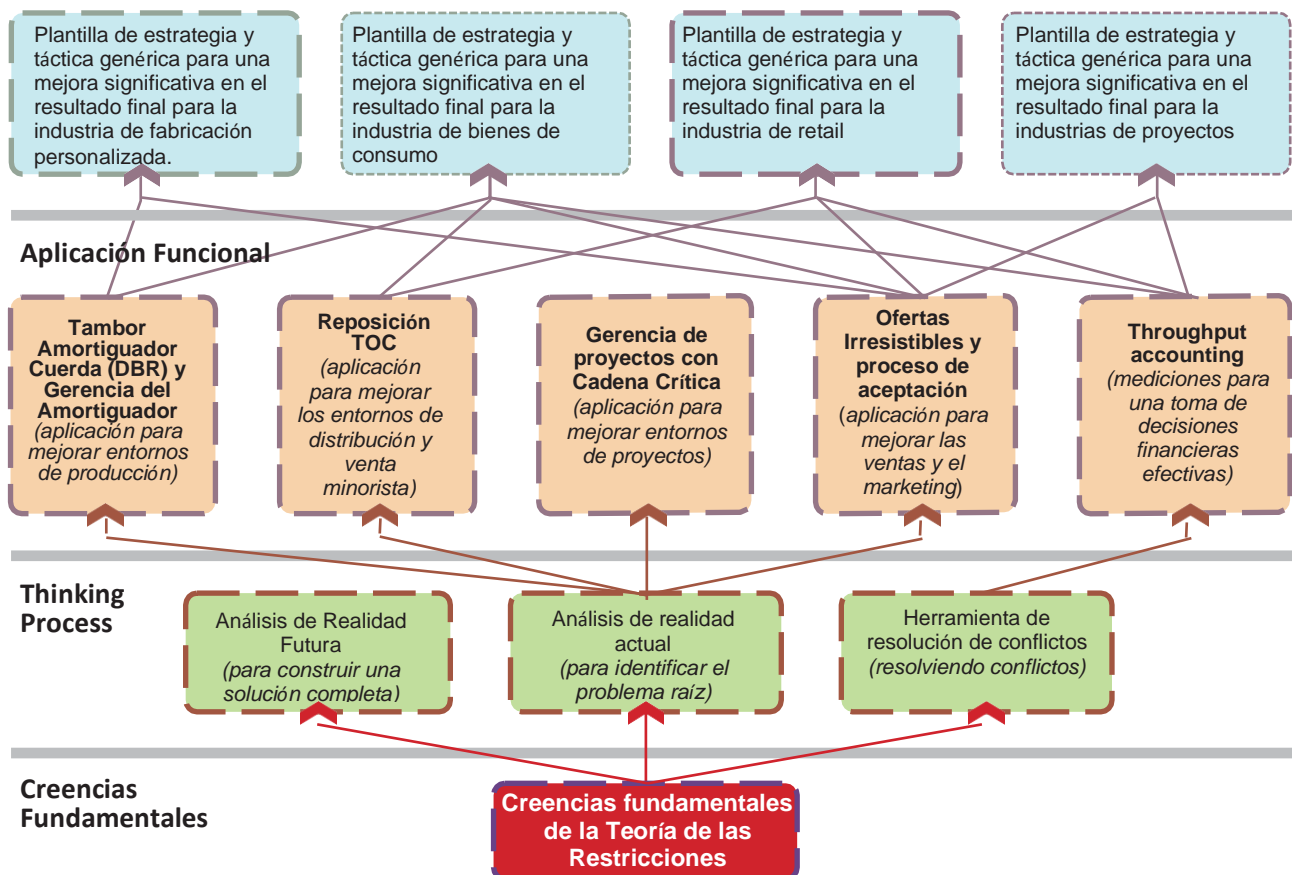 Plantilla de estrategia y
táctica genérica para una
mejora significativa en el
resultado final para la
industria de fabricación
personalizada.
Plantilla de estrategia y
táctica genérica para una
mejora significativa en el
resultado final para la
industria de bienes de
consumo
Plantilla de estrategia y
táctica genérica para una
mejora significativa en el
resultado final para la
industria de retail
Plantilla de estrategia y
táctica genérica para una
mejora significativa en el
resultado final para la
industrias de proyectos
Aplicación Funcional
Tambor
Amortiguador
Cuerda (DBR) y
Gerencia del
Amortiguador
(aplicación para
mejorar entornos
de producción)
Reposición
TOC
(aplicación
para mejorar
los entornos de
distribución y
venta
minorista)
Gerencia de
proyectos con
Cadena Crítica
(aplicación para
mejorar entornos
de proyectos)
Ofertas
Irresistibles y
proceso de
aceptación
(aplicación para
mejorar las
ventas y el
marketing)
Throughput
accounting
(mediciones para
una toma de
decisiones
financieras
efectivas)
Thinking
Process
Análisis de Realidad
Futura
(para construir una
solución completa)
Análisis de realidad
actual
(para identificar el
problema raíz)
Herramienta de
resolución de conflictos
(resolviendo conflictos)
Creencias
Fundamentales
Creencias fundamentales
de la Teoría de las
Restricciones